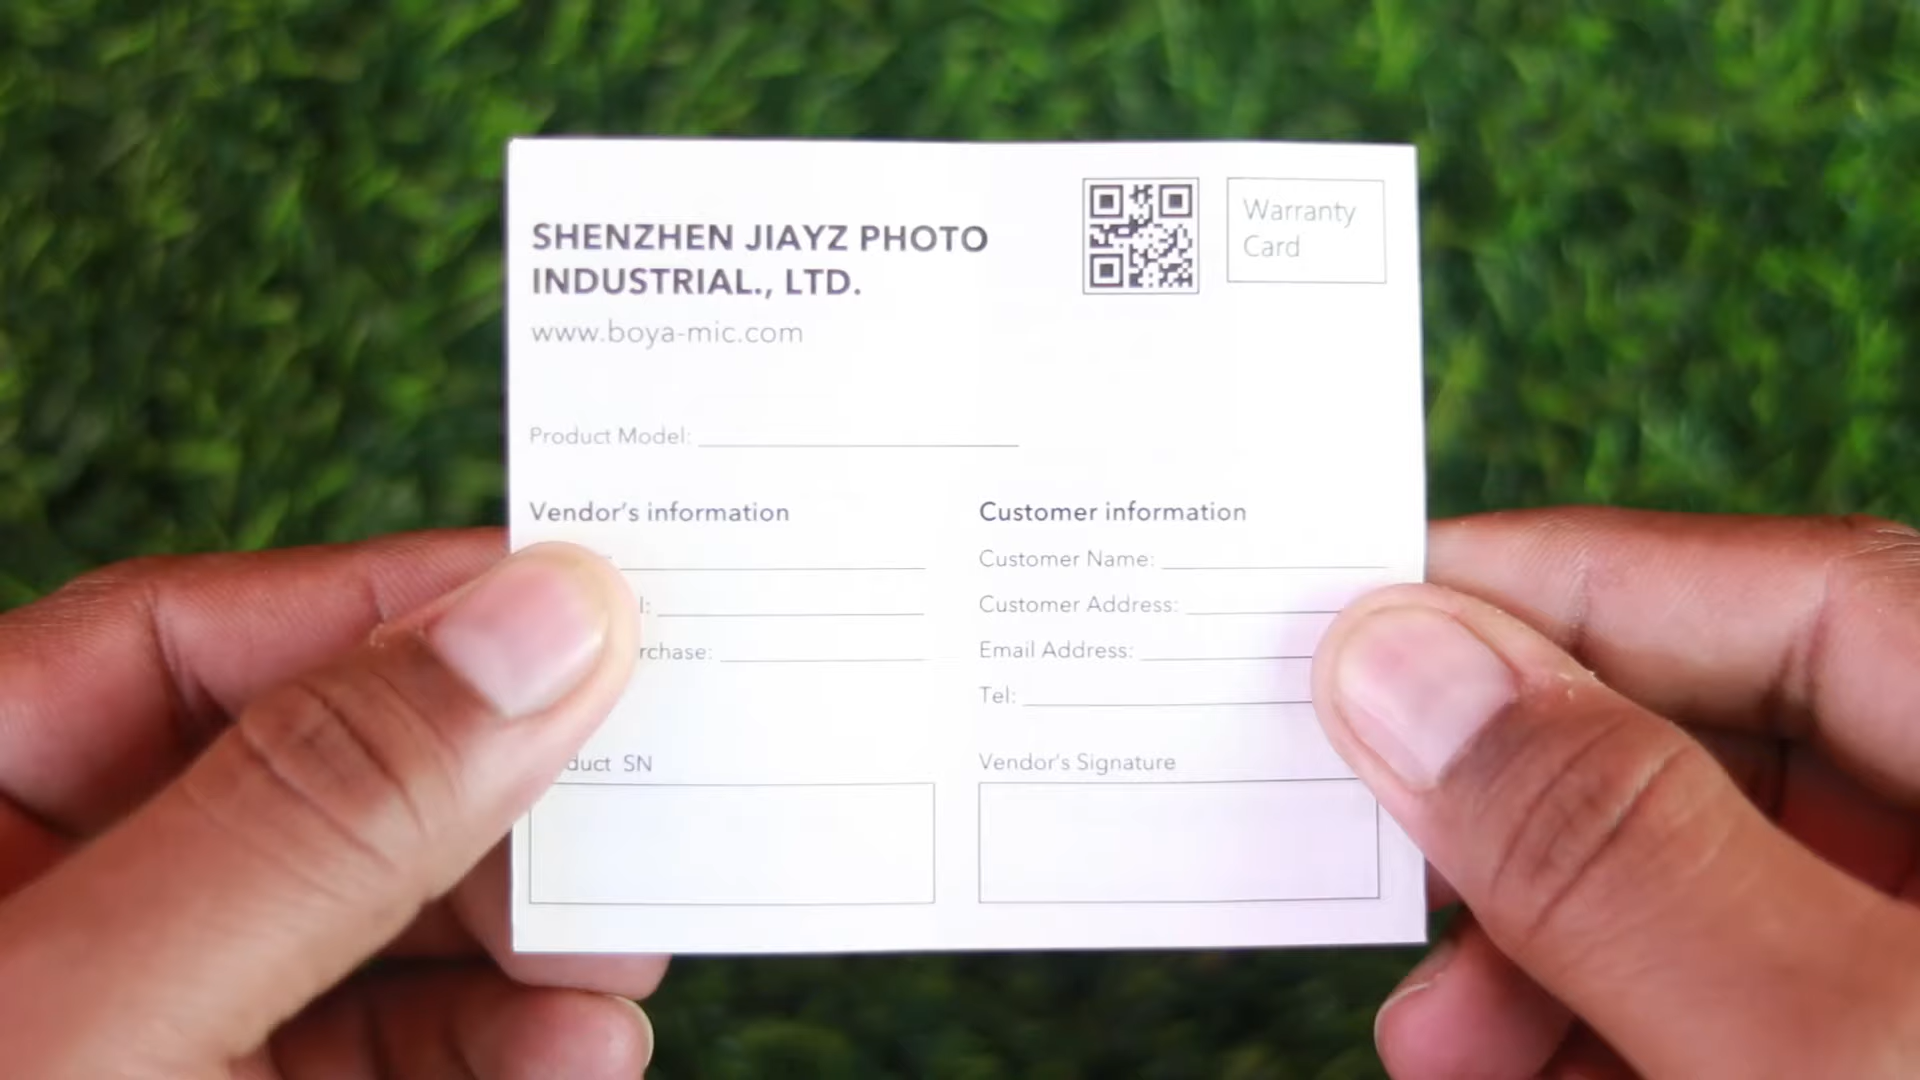 SHENZHEN JIAYZ PHOTO
INDUSTRIAL., LTD.
www.boya-mic.com
Warranty
Card
Product Model:
Vendor's information
Customer information
Customer Name:
Customer Address:
Email Address:
Tel:
SN
Vendor's Signature